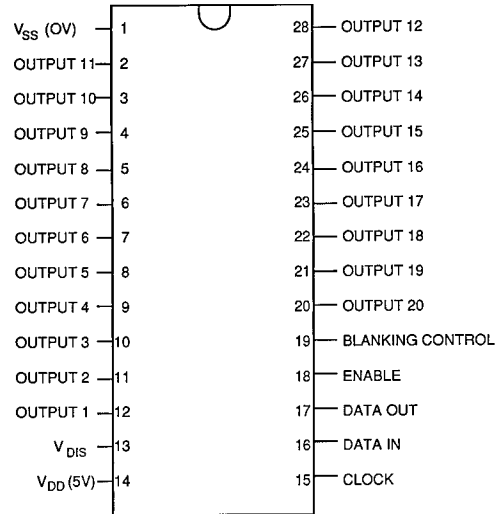 V SS (OV) 1 28 OUTPUT 12
OUTPUT 11 2 27 OUTPUT 13
OUTPUT 10 3 26 OUTPUT 14
OUTPUT 9 4 25 OUTPUT 15
OUTPUT 8 5 24 OUTPUT 16
OUTPUT 7 6 23 OUTPUT 17
OUTPUT 6 7 22 OUTPUT 18
OUTPUT 5 8 21 OUTPUT 19
OUTPUT 4 9 20 OUTPUT 20
OUTPUT 3 10 19 BLANKING CONTROL
OUTPUT 2 11 18 ENABLE
OUTPUT 1 12 17 DATA OUT
V DIS 13 16 DATA IN
V DD (5V) 14 15 CLOCK